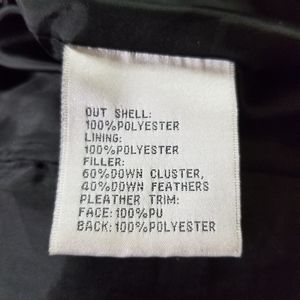 OUT SHELL:
100%POLYESTER
LINING:
100%POLYESTER
FILLER:
60%DOWN CLUSTER,
40%DOWN FEATHERS
PLEATHER TRIM:
FACE:100%PU
BACK:100%POLYESTER